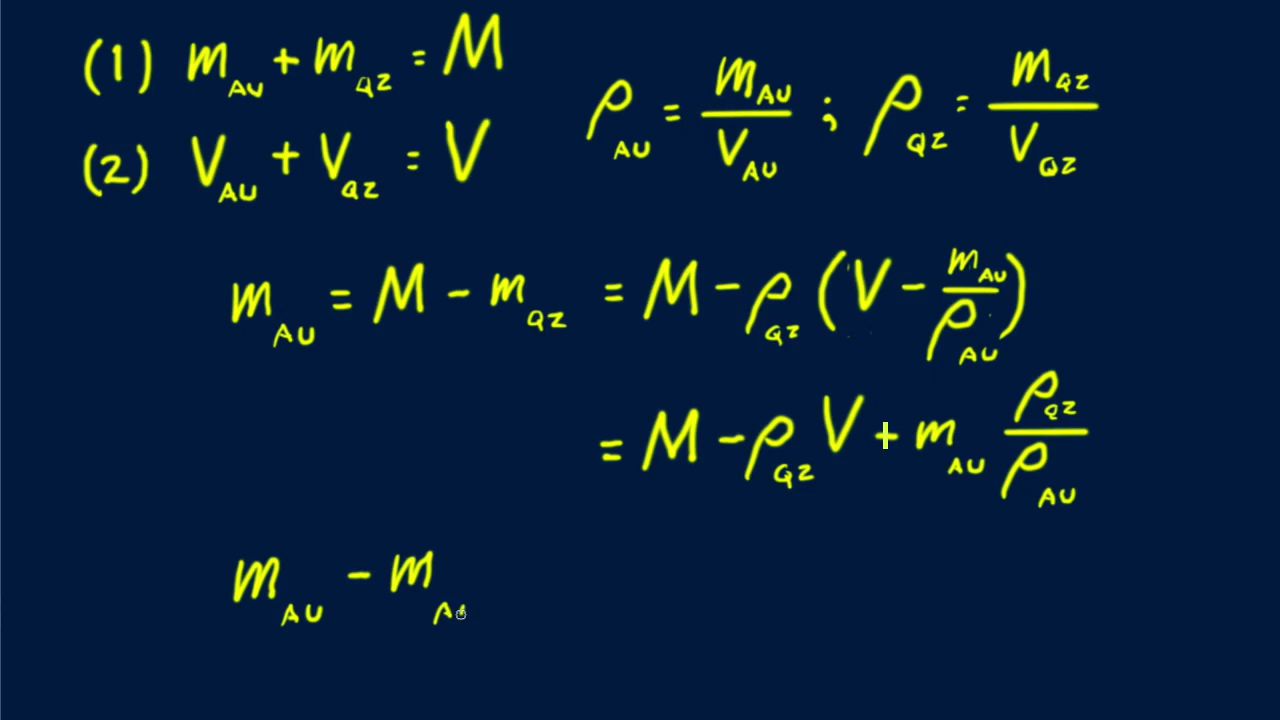 (1) m_AU + m_QZ = M
(2) V_AU + V_QZ = V
ρ_AU = m_AU / V_AU ; ρ_QZ = m_QZ / V_QZ
m_AU = M - m_QZ = M - ρ_QZ (V - m_AU / ρ_AU)
= M - ρ_QZ V + m_AU ρ_QZ / ρ_AU
m_AU - m_A